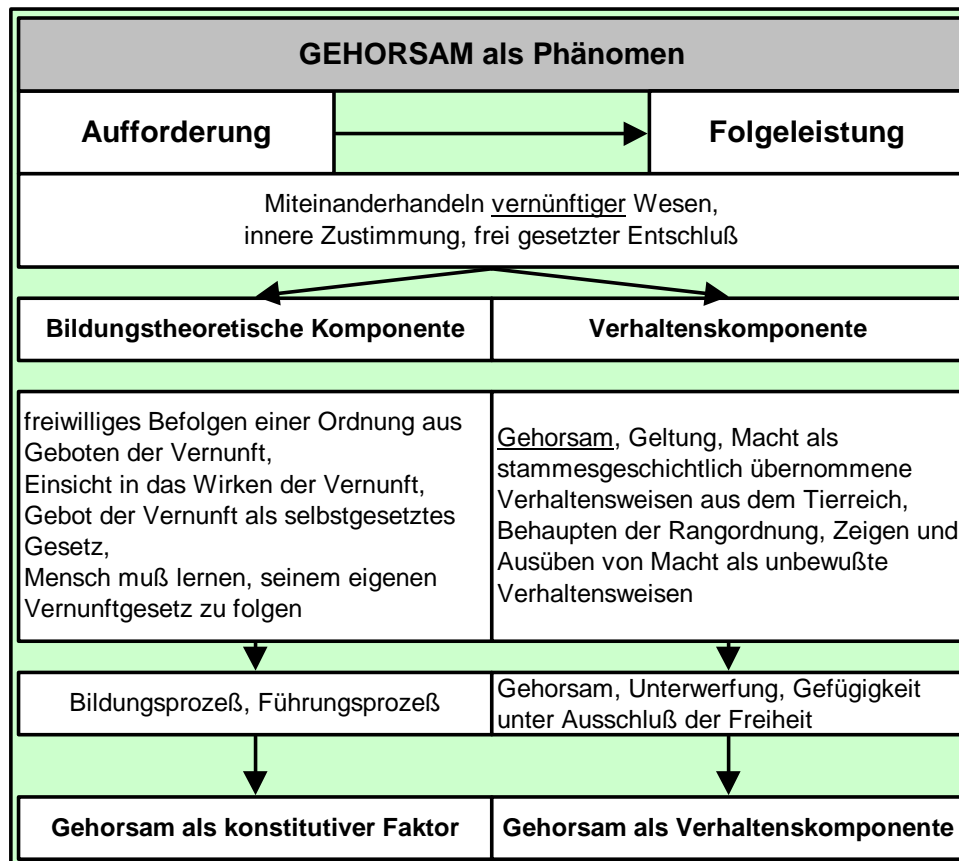 GEHORSAM als Phänomen
Aufforderung
Folgeleistung
Miteinanderhandeln vernünftiger Wesen,
innere Zustimmung, frei gesetzter Entschluß
Bildungstheoretische Komponente
Verhaltenskomponente
freiwilliges Befolgen einer Ordnung aus
Geboten der Vernunft,
Einsicht in das Wirken der Vernunft,
Gebot der Vernunft als selbstgesetztes
Gesetz,
Mensch muß lernen, seinem eigenen
Vernunftgesetz zu folgen
Gehorsam, Geltung, Macht als
stammesgeschichtlich übernommene
Verhaltensweisen aus dem Tierreich,
Behaupten der Rangordnung, Zeigen und
Ausüben von Macht als unbewußte
Verhaltensweisen
Bildungsprozeß, Führungsprozeß
Gehorsam, Unterwerfung, Gefügigkeit
unter Ausschluß der Freiheit
Gehorsam als konstitutiver Faktor
Gehorsam als Verhaltenskomponente